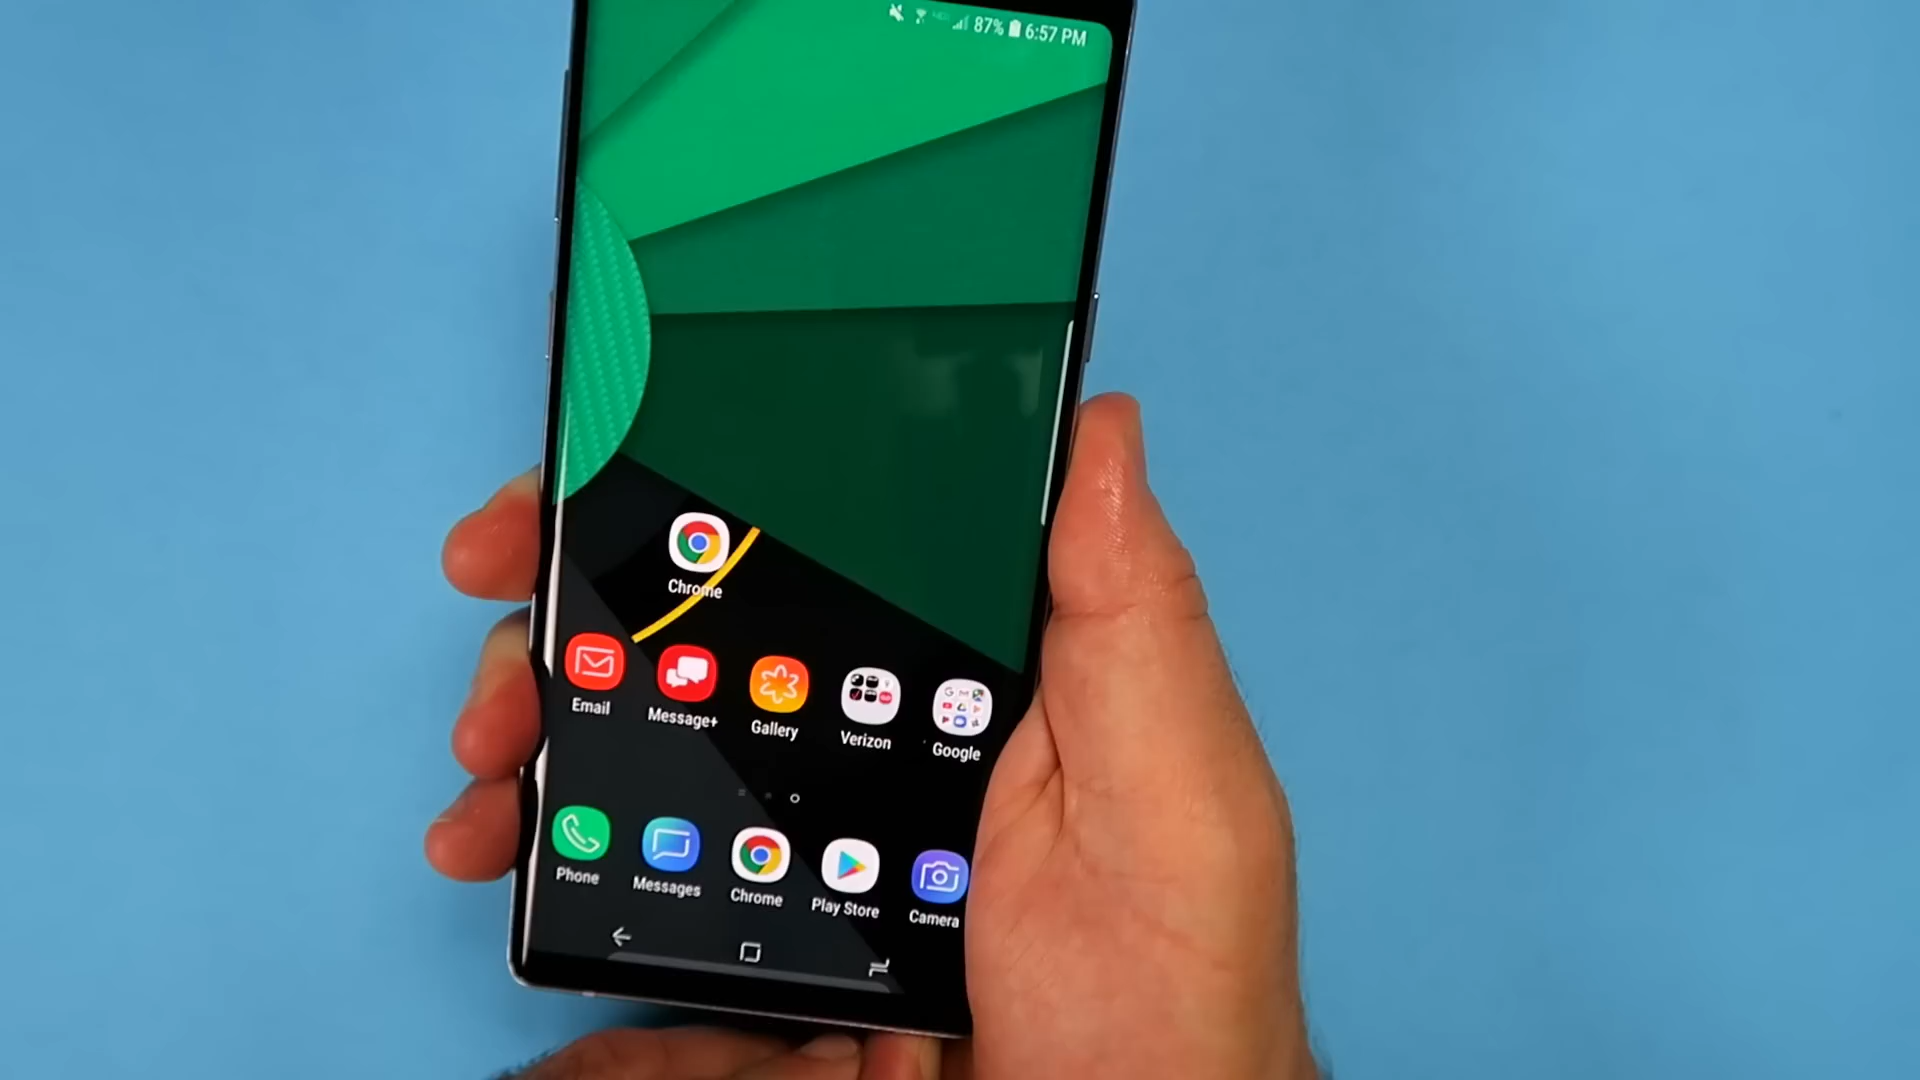 87% 6:57 PM
Chrome
Email Message+ Gallery Verizon Google
Phone Messages Chrome Play Store Camera